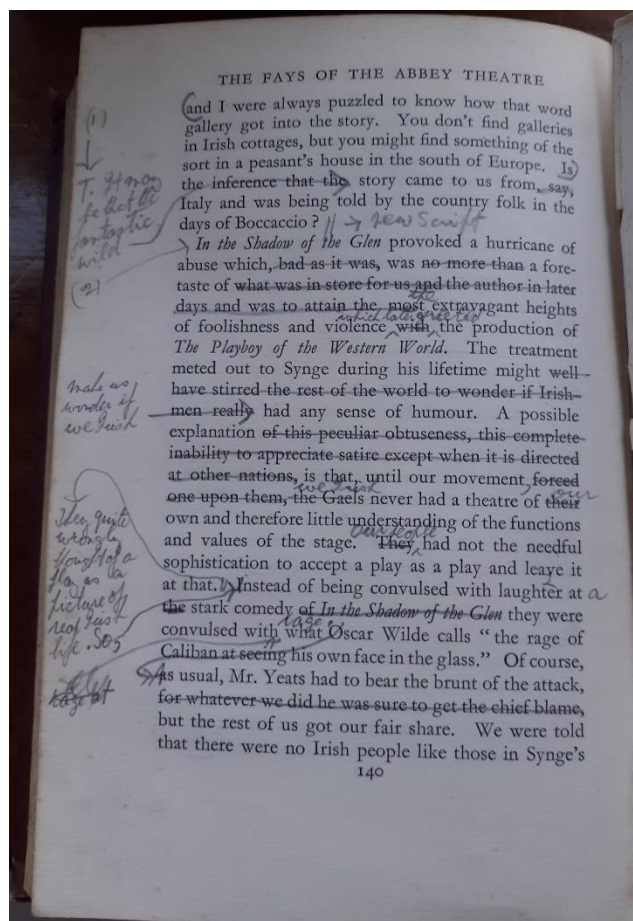 THE FAYS OF THE ABBEY THEATRE
(and I were always puzzled to know how that word
gallery got into the story. You don't find galleries
in Irish cottages, but you might find something of the
sort in a peasant's house in the south of Europe. Is)
the inference that the story came to us from, say,
Italy and was being told by the country folk in the
days of Boccaccio? // → new Script
In the Shadow of the Glen provoked a hurricane of
abuse which, bad as it was, was no more than a fore-
taste of what was in store for us and the author in later
the
days and was to attain the most extravagant heights
which later greeted
of foolishness and violence with the production of
The Playboy of the Western World. The treatment
meted out to Synge during his lifetime might well
have stirred the rest of the world to wonder if Irish-
men really had any sense of humour. A possible
explanation of this peculiar obtuseness, this complete
inability to appreciate satire except when it is directed
at other nations, is that, until our movement, forced
we Irish our
one upon them, the Gaels never had a theatre of their
own and therefore little understanding of the functions
our people
and values of the stage. They had not the needful
sophistication to accept a play as a play and leave it
at that. Instead of being convulsed with laughter at a
the stark comedy of In the Shadow of the Glen they were
rage
convulsed with what Oscar Wilde calls "the rage of
Caliban at seeing his own face in the glass." Of course,
As usual, Mr. Yeats had to bear the brunt of the attack,
for whatever we did he was sure to get the chief blame,
but the rest of us got our fair share. We were told
that there were no Irish people like those in Synge's
140
(1)
fantastic
wild
(2)
make us
wonder if
we Irish
They quite
wrongly
thought of a
play as a
picture of
real Irish
life. So